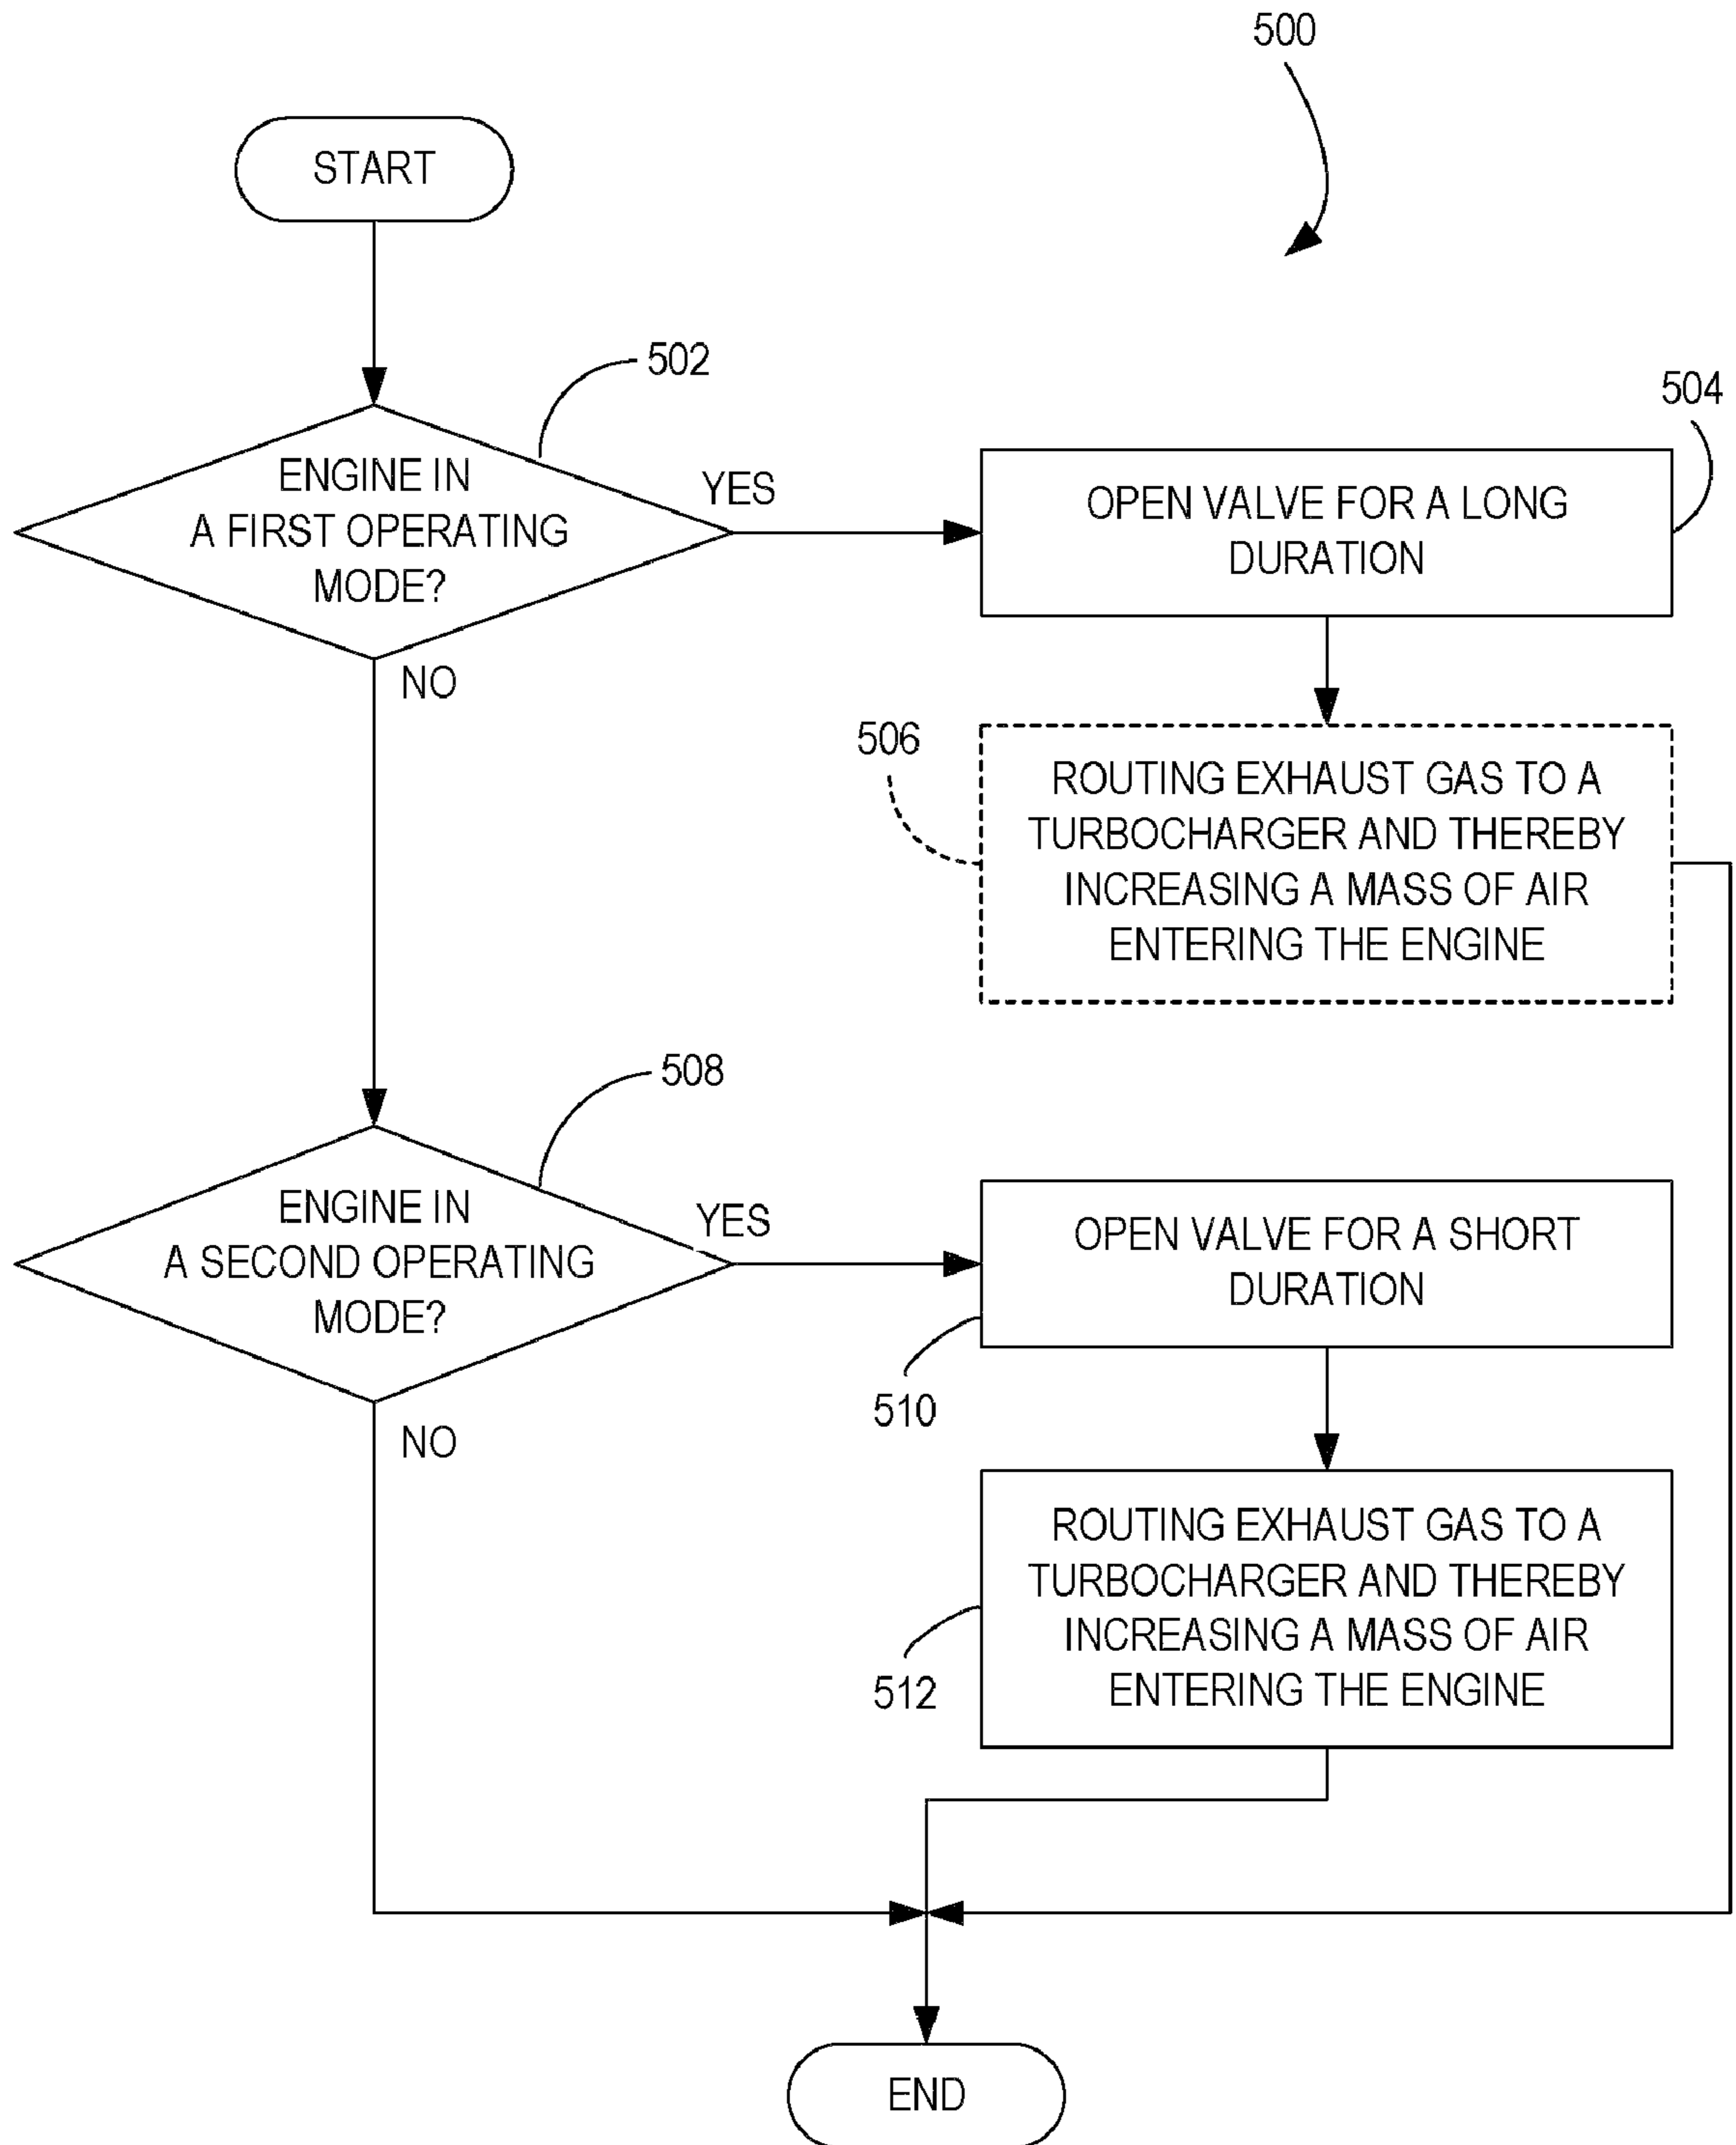 500
START
502
ENGINE IN
A FIRST OPERATING
MODE?
YES
NO
504
OPEN VALVE FOR A LONG
DURATION
506
ROUTING EXHAUST GAS TO A
TURBOCHARGER AND THEREBY
INCREASING A MASS OF AIR
ENTERING THE ENGINE
508
ENGINE IN
A SECOND OPERATING
MODE?
YES
NO
OPEN VALVE FOR A SHORT
DURATION
510
ROUTING EXHAUST GAS TO A
TURBOCHARGER AND THEREBY
INCREASING A MASS OF AIR
ENTERING THE ENGINE
512
END